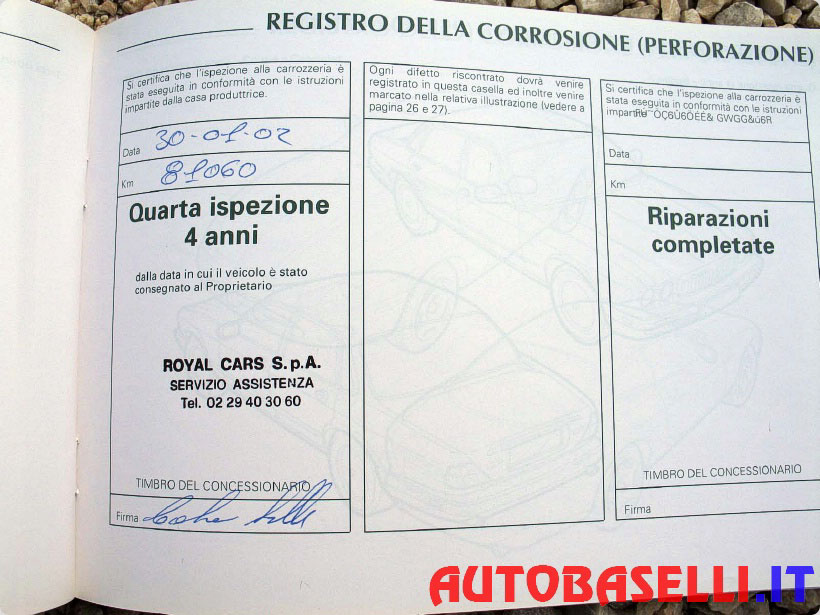 REGISTRO DELLA CORROSIONE (PERFORAZIONE)
Si certifica che l'ispezione alla carrozzeria è
stata eseguita in conformità con le istruzioni
impartite dalla casa produttrice.
Data 30-01-02
Km 81060
Quarta ispezione
4 anni
dalla data in cui il veicolo è stato
consegnato al Proprietario
ROYAL CARS S.p.A.
SERVIZIO ASSISTENZA
Tel. 02 29 40 30 60
TIMBRO DEL CONCESSIONARIO
Firma
Ogni difetto riscontrato dovrà venire
registrato in questa casella ed inoltre venire
marcato nella relativa illustrazione (vedere a
pagina 26 e 27).
Si certifica che l'ispezione alla carrozzeria è
stata eseguita in conformità con le istruzioni
impartite
Data
Km
Riparazioni
completate
TIMBRO DEL CONCESSIONARIO
Firma
AUTOBASELLI.IT